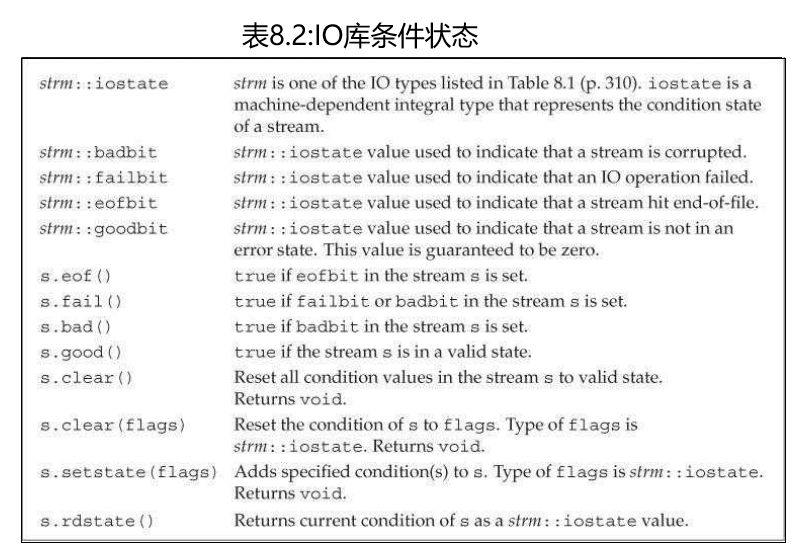 表8.2:IO库条件状态
strm::iostate strm is one of the IO types listed in Table 8.1 (p. 310). iostate is a
machine-dependent integral type that represents the condition state
of a stream.
strm::badbit strm::iostate value used to indicate that a stream is corrupted.
strm::failbit strm::iostate value used to indicate that an IO operation failed.
strm::eofbit strm::iostate value used to indicate that a stream hit end-of-file.
strm::goodbit strm::iostate value used to indicate that a stream is not in an
error state. This value is guaranteed to be zero.
s.eof() true if eofbit in the stream s is set.
s.fail() true if failbit or badbit in the stream s is set.
s.bad() true if badbit in the stream s is set.
s.good() true if the stream s is in a valid state.
s.clear() Reset all condition values in the stream s to valid state.
Returns void.
s.clear(flags) Reset the condition of s to flags. Type of flags is
strm::iostate. Returns void.
s.setstate(flags) Adds specified condition(s) to s. Type of flags is strm::iostate.
Returns void.
s.rdstate() Returns current condition of s as a strm::iostate value.